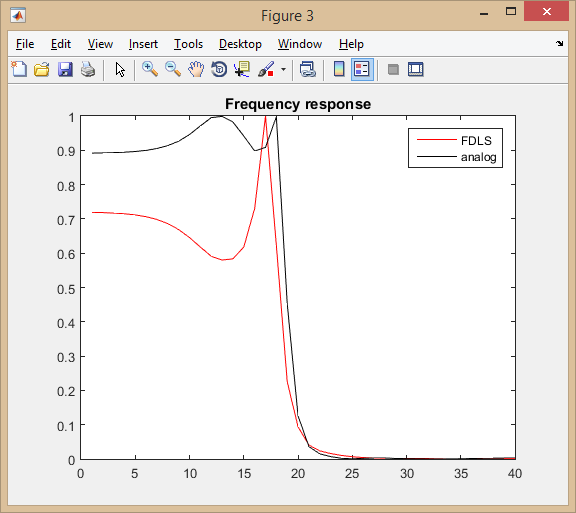 Figure 3
File Edit View Insert Tools Desktop Window Help
Frequency response
1
0.9
0.8
0.7
0.6
0.5
0.4
0.3
0.2
0.1
0
FDLS
analog
0 5 10 15 20 25 30 35 40